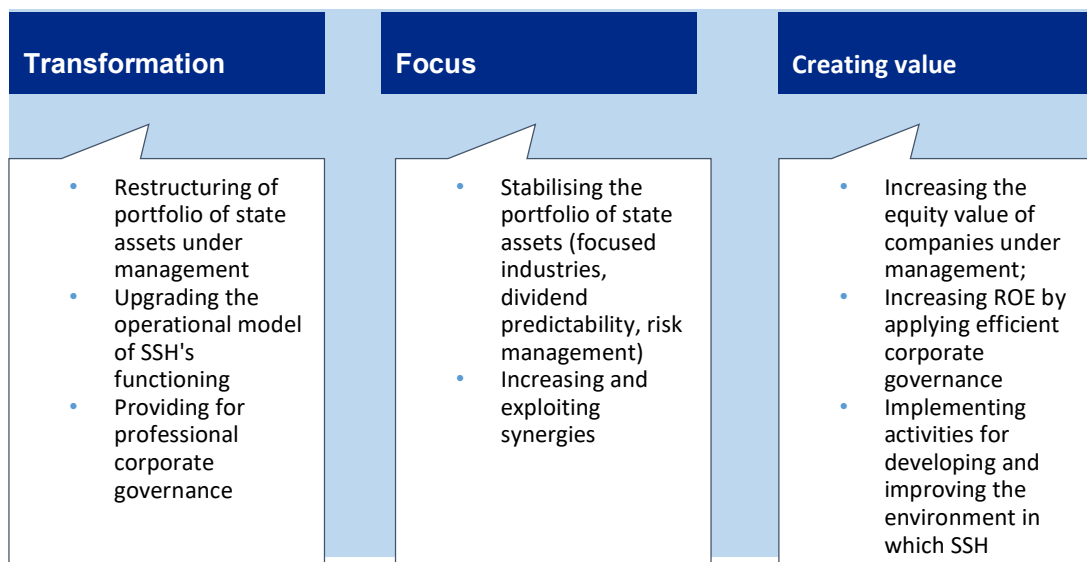 Transformation
• Restructuring of
portfolio of state
assets under
management
• Upgrading the
operational model
of SSH's
functioning
• Providing for
professional
corporate
governance
Focus
• Stabilising the
portfolio of state
assets (focused
industries,
dividend
predictability, risk
management)
• Increasing and
exploiting
synergies
Creating value
• Increasing the
equity value of
companies under
management;
• Increasing ROE by
applying efficient
corporate
governance
• Implementing
activities for
developing and
improving the
environment in
which SSH